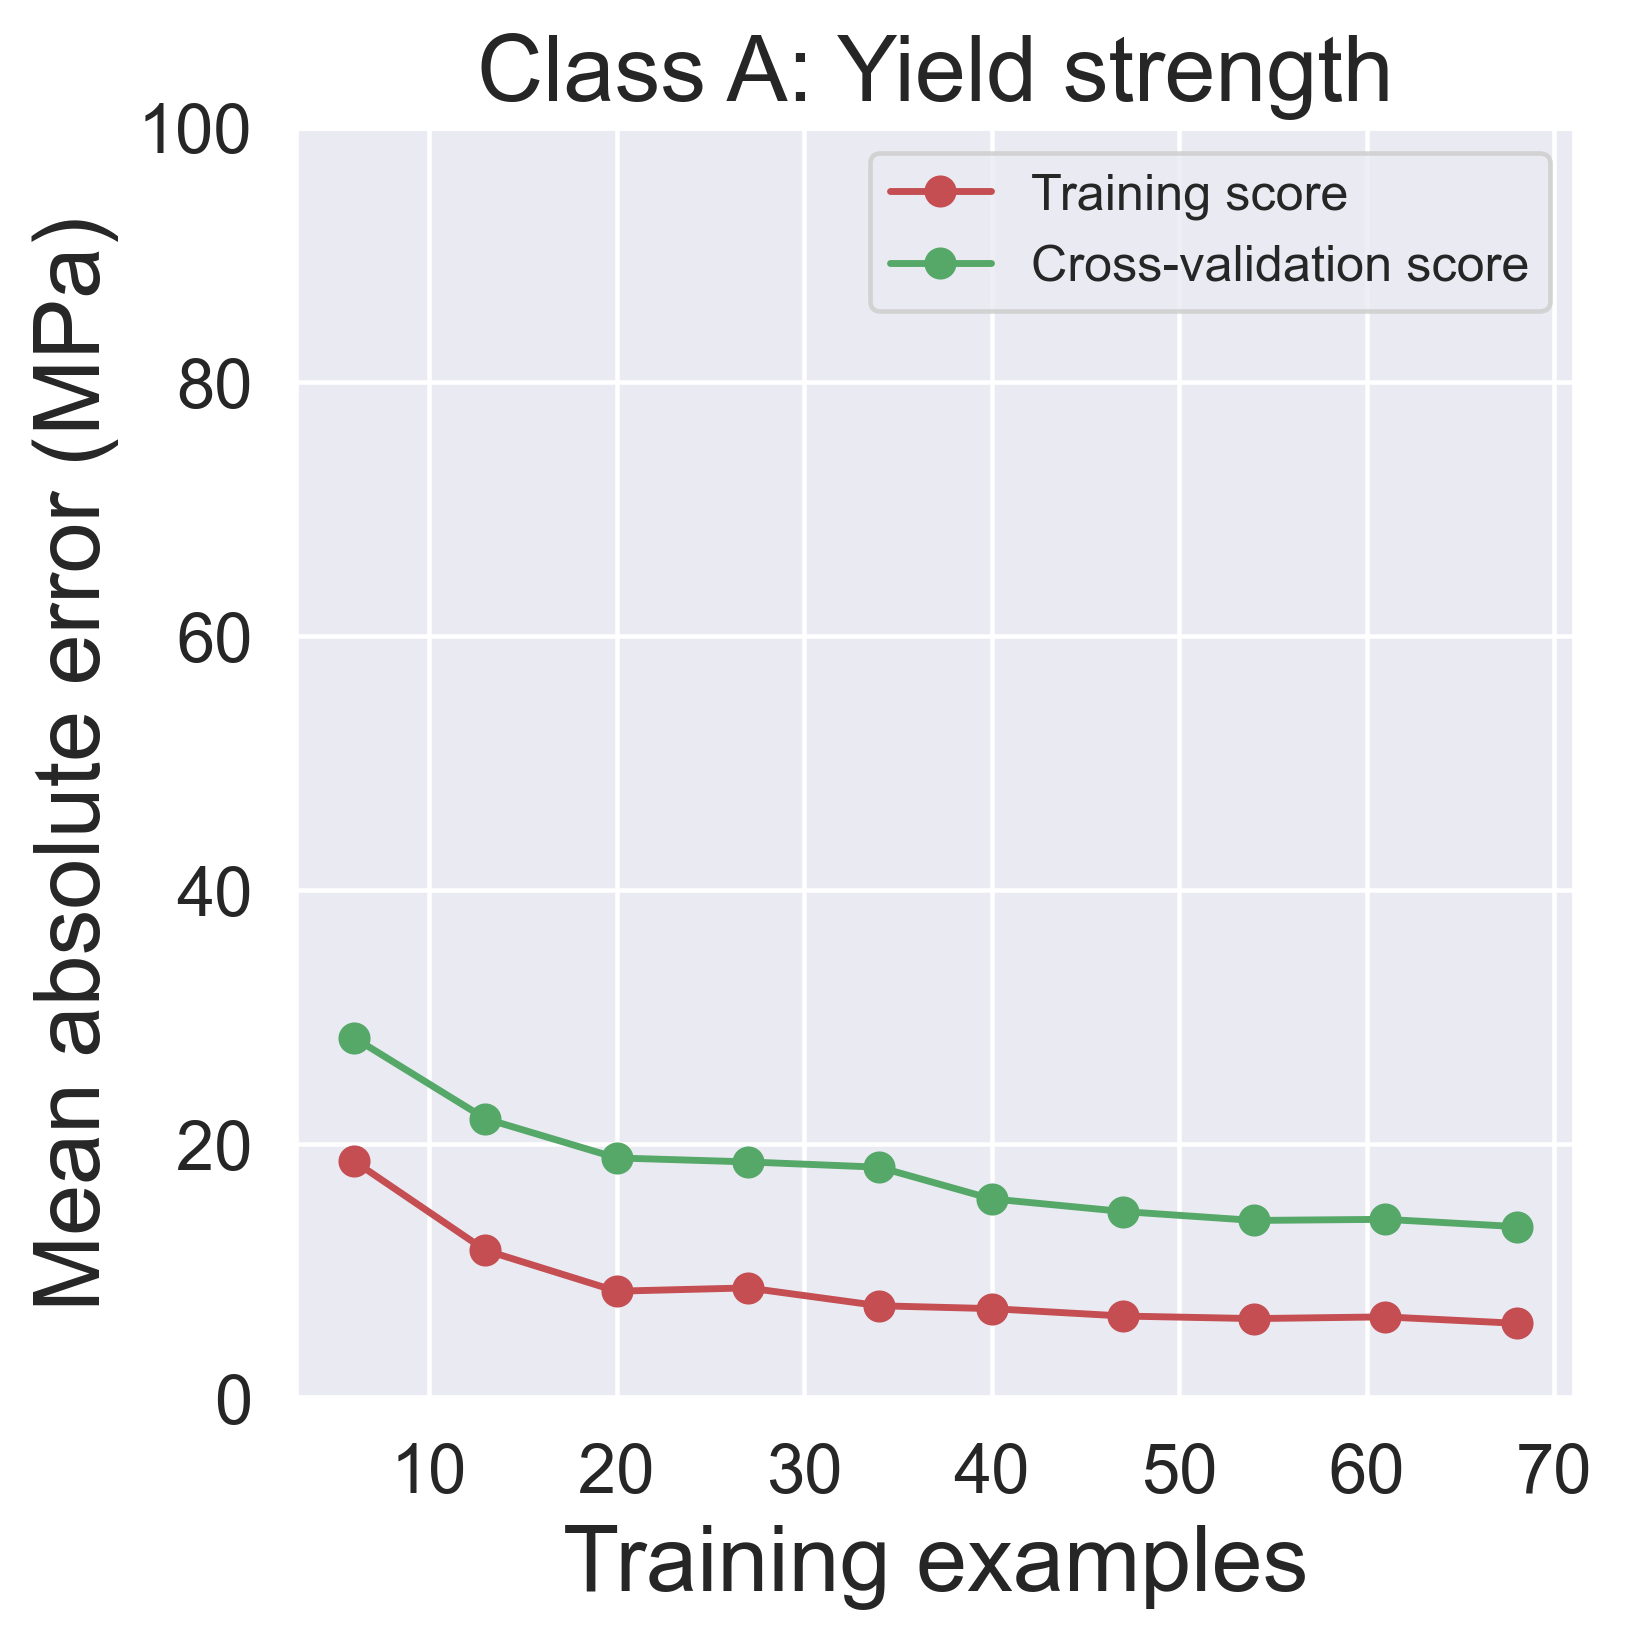 Class A: Yield strength
Training score
Cross-validation score
Mean absolute error (MPa)
100
80
60
40
20
0
10 20 30 40 50 60 70
Training examples